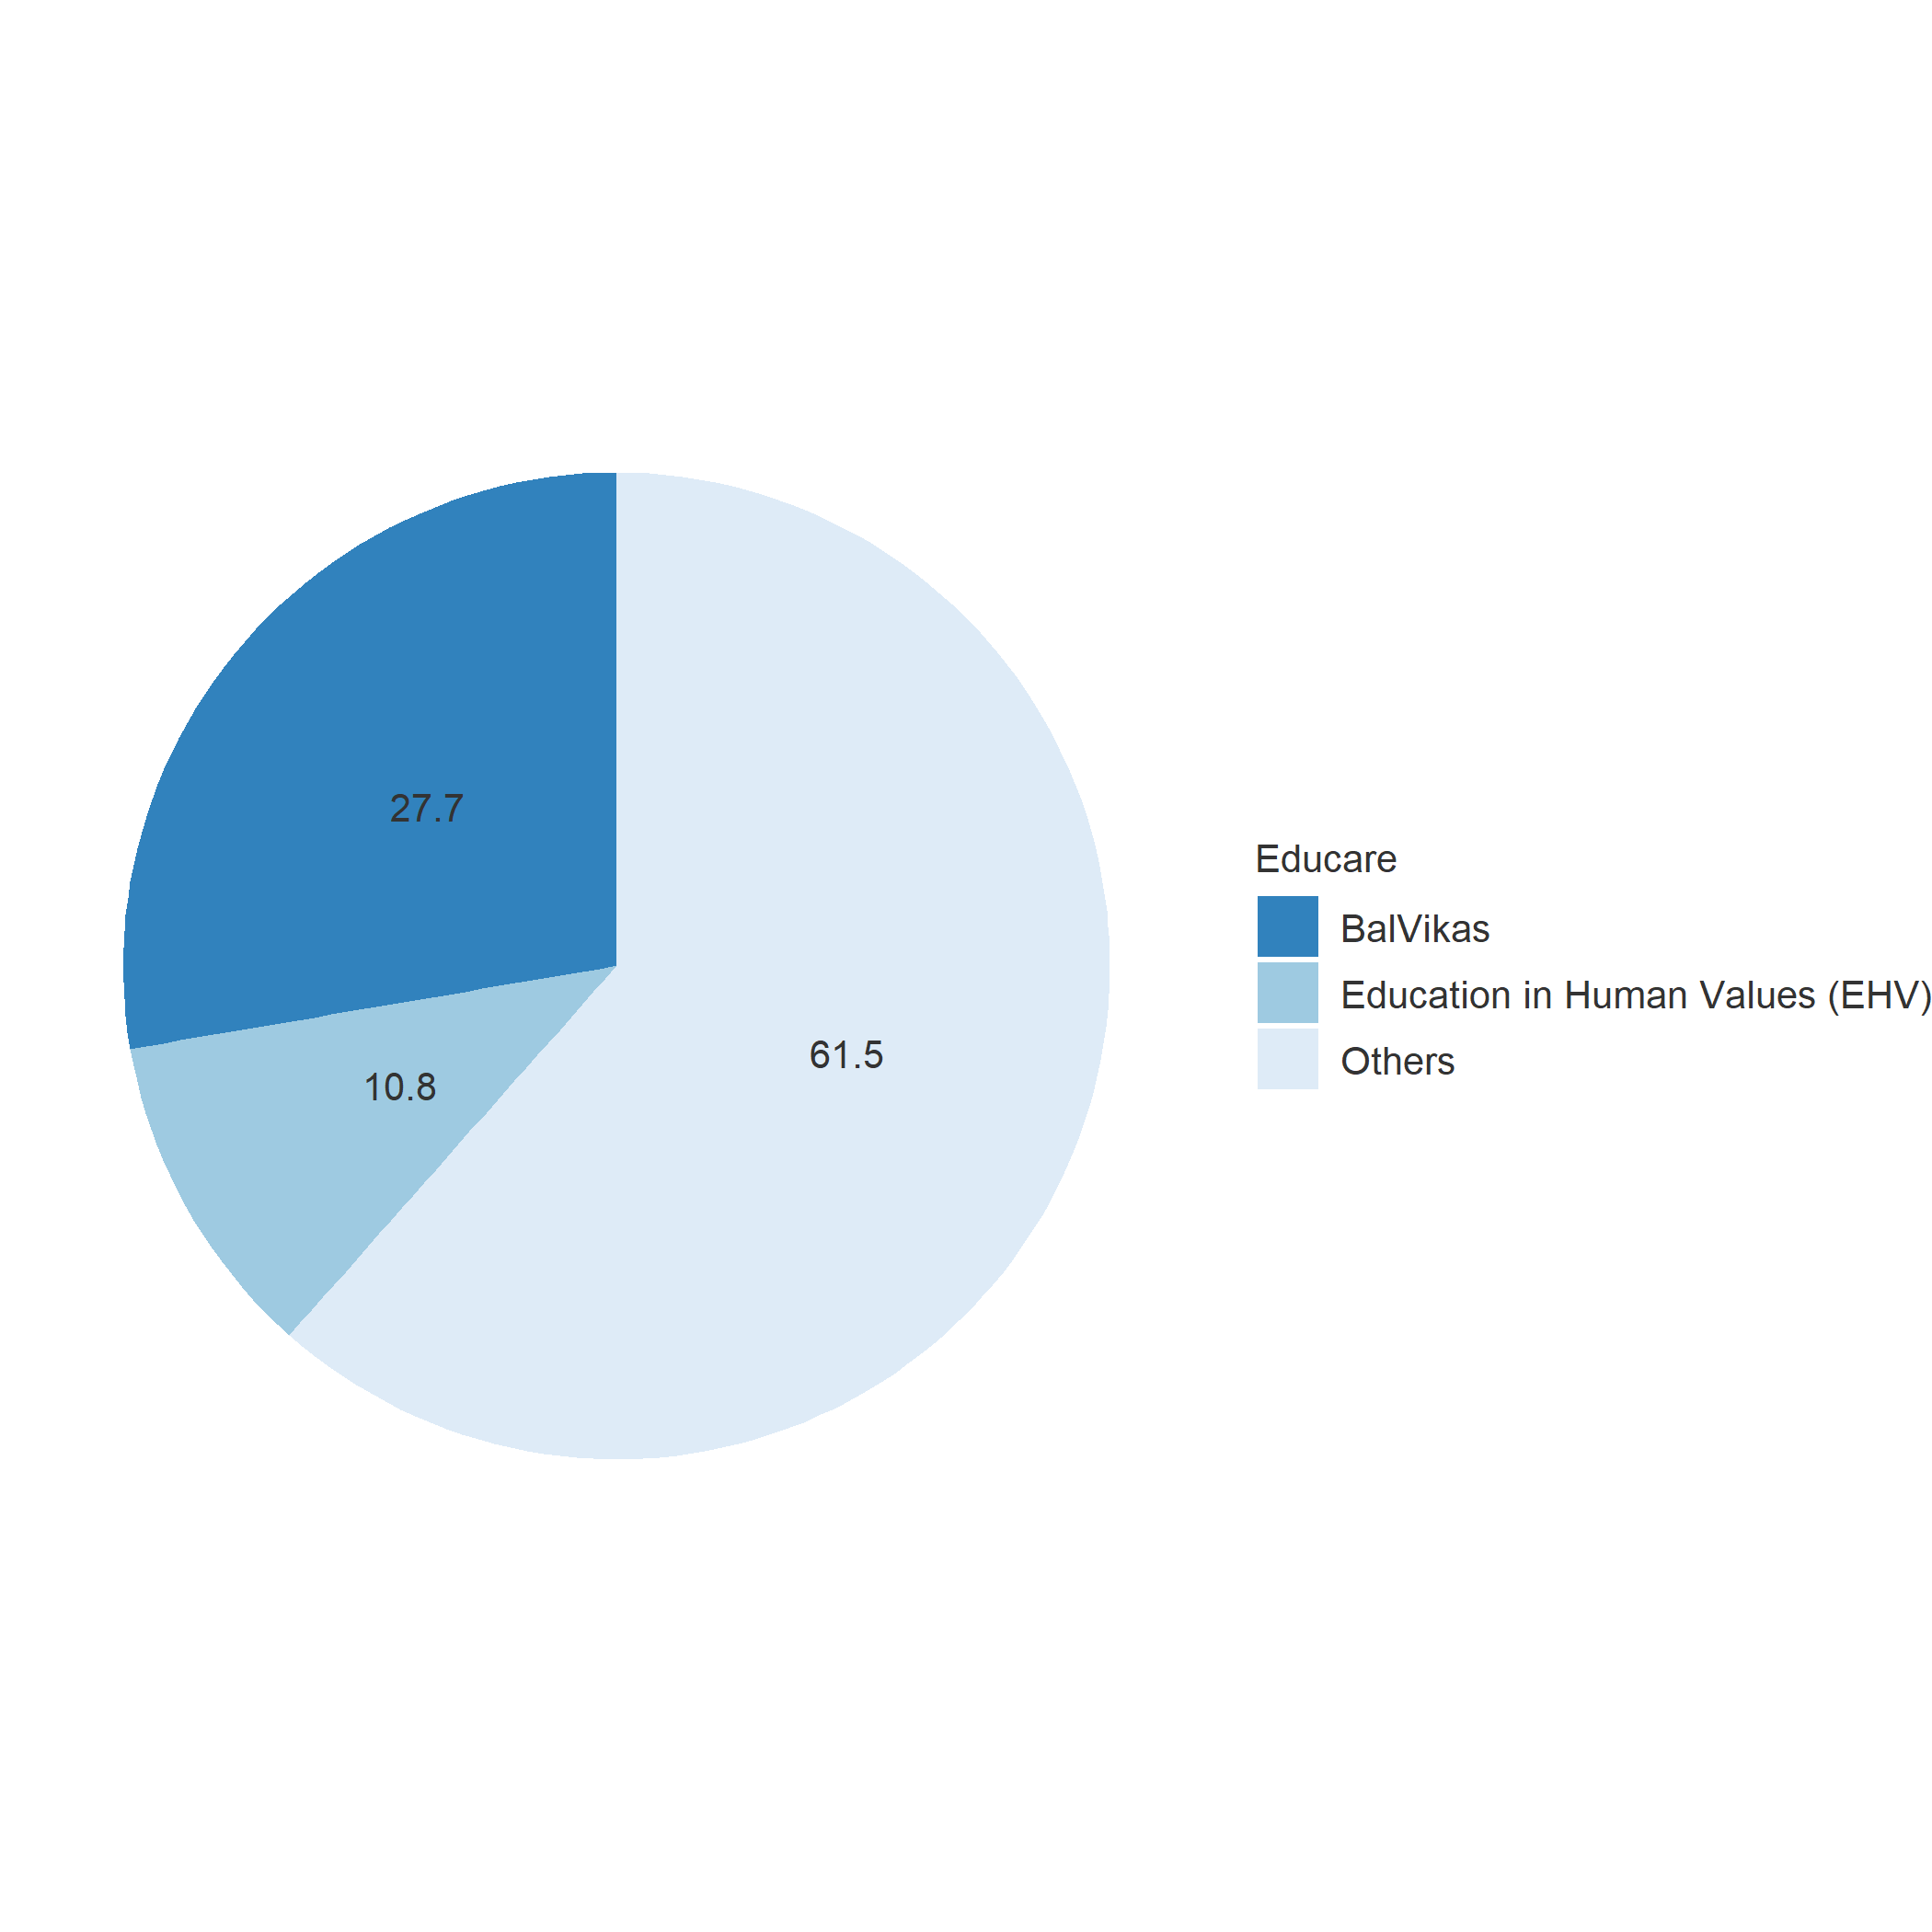 27.7
10.8
61.5
Educare
BalVikas
Education in Human Values (EHV)
Others